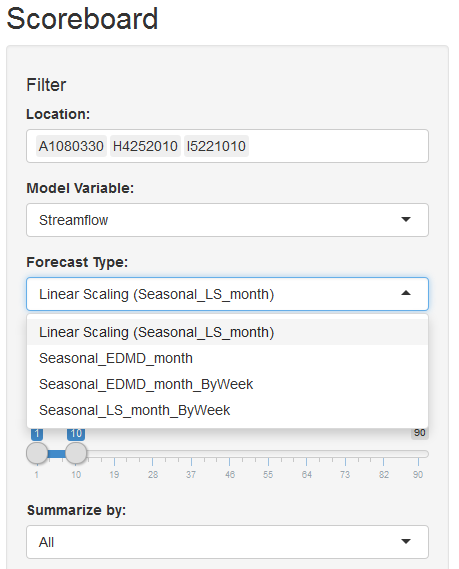 Scoreboard
Filter
Location:
A1080330 H4252010 I5221010
Model Variable:
Streamflow
Forecast Type:
Linear Scaling (Seasonal_LS_month)
Linear Scaling (Seasonal_LS_month)
Seasonal_EDMD_month
Seasonal_EDMD_month_ByWeek
Seasonal_LS_month_ByWeek
1 10 90
1 10 19 28 37 46 55 64 73 82 90
Summarize by:
All